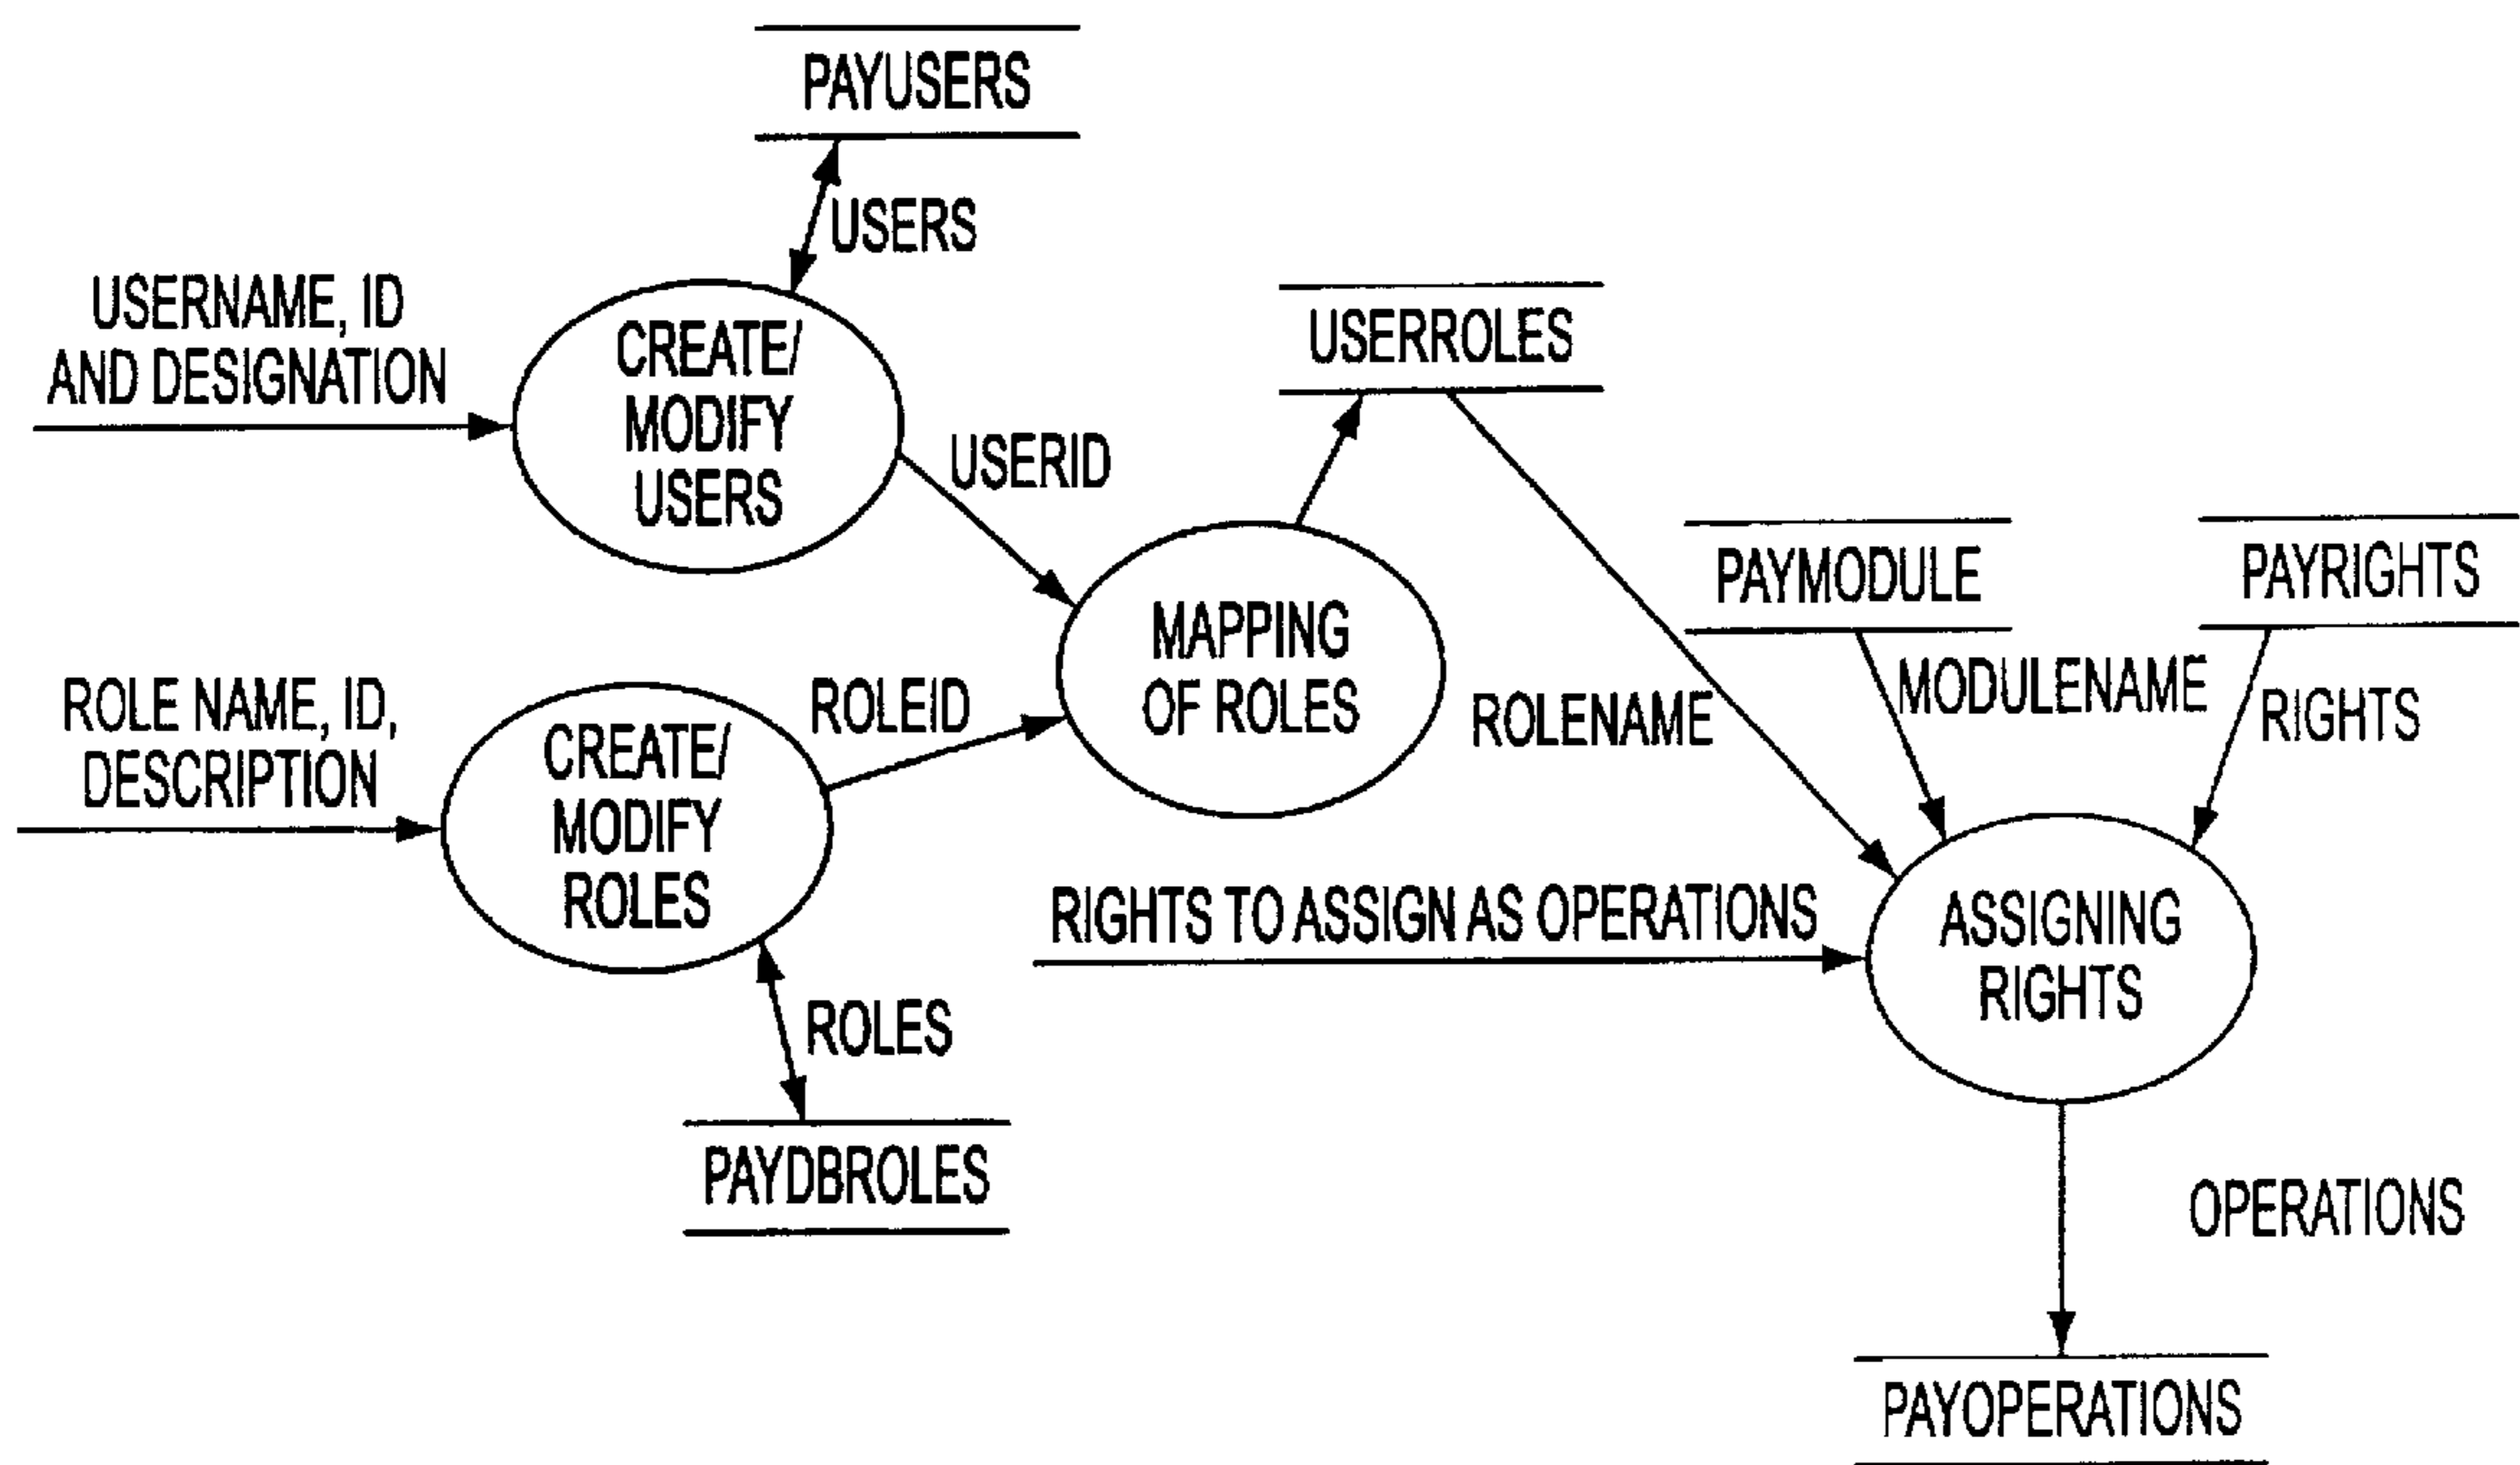 PAYUSERS
USERS
USERNAME, ID
AND DESIGNATION
CREATE/
MODIFY
USERS
USERID
USERROLES
PAYMODULE
PAYRIGHTS
MAPPING
OF ROLES
ROLENAME
MODULENAME
RIGHTS
ROLE NAME, ID,
DESCRIPTION
CREATE/
MODIFY
ROLES
ROLEID
RIGHTS TO ASSIGN AS OPERATIONS
ASSIGNING
RIGHTS
ROLES
PAYDBROLES
OPERATIONS
PAYOPERATIONS